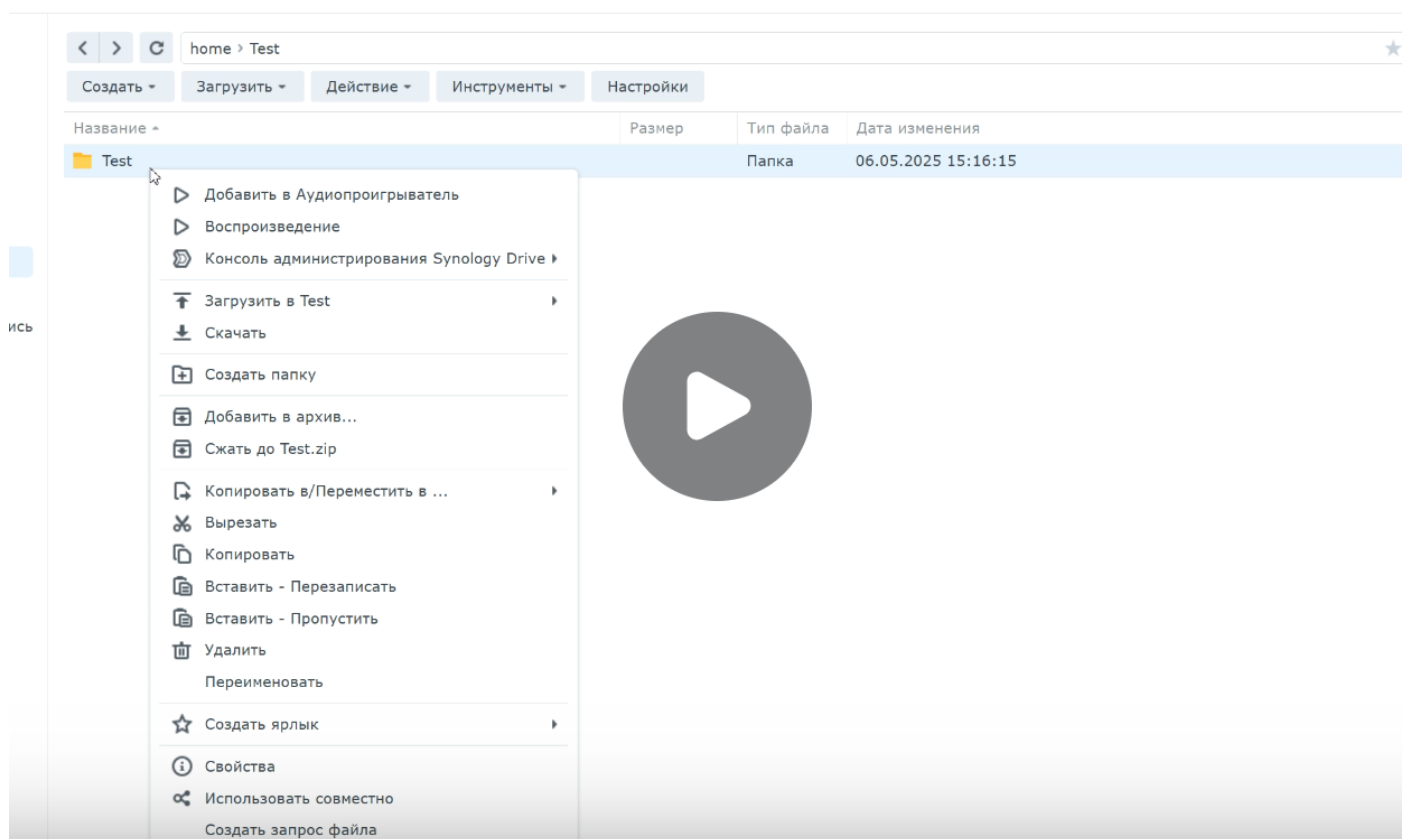 home › Test
Создать Загрузить Действие Инструменты Настройки
Название Размер Тип файла Дата изменения
Test Папка 06.05.2025 15:16:15
Добавить в Аудиопроигрыватель
Воспроизведение
Консоль администрирования Synology Drive
Загрузить в Test
ись
Скачать
Создать папку
Добавить в архив...
Сжать до Test.zip
Копировать в/Переместить в ...
Вырезать
Копировать
Вставить - Перезаписать
Вставить - Пропустить
Удалить
Переименовать
Создать ярлык
Свойства
Использовать совместно
Создать запрос файла